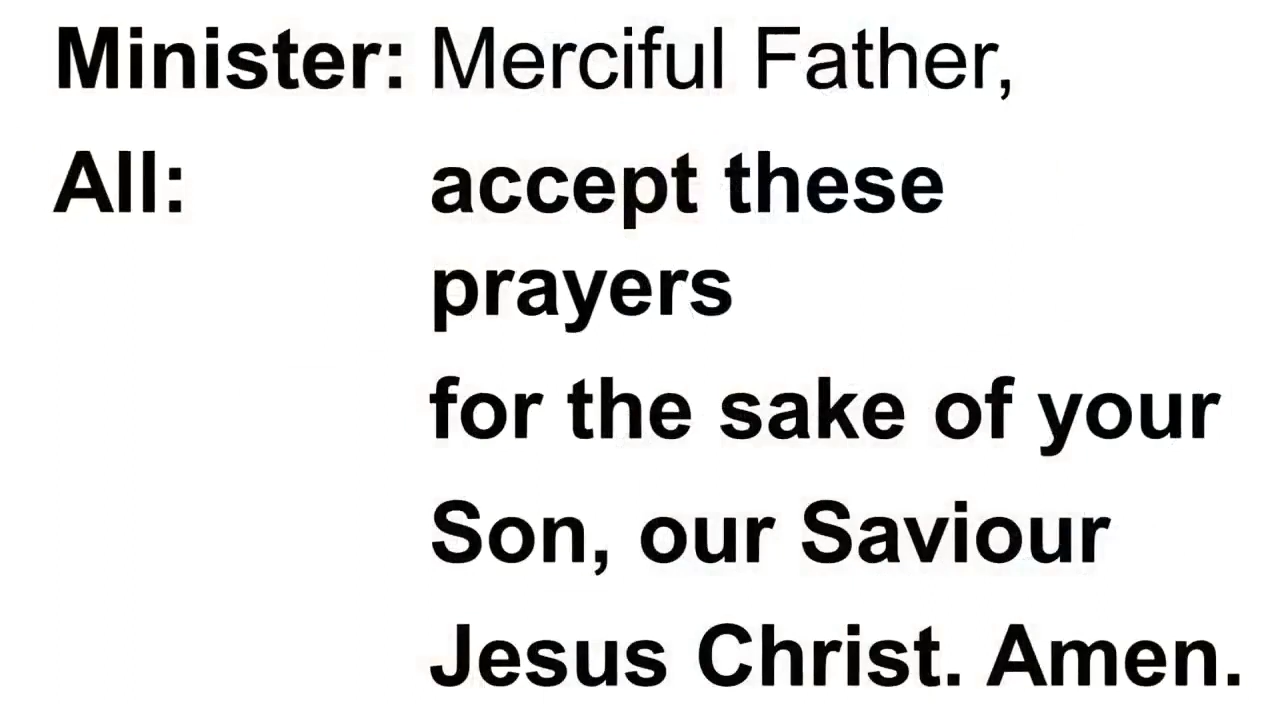 Minister: Merciful Father,
All: accept these
prayers
for the sake of your
Son, our Saviour
Jesus Christ. Amen.